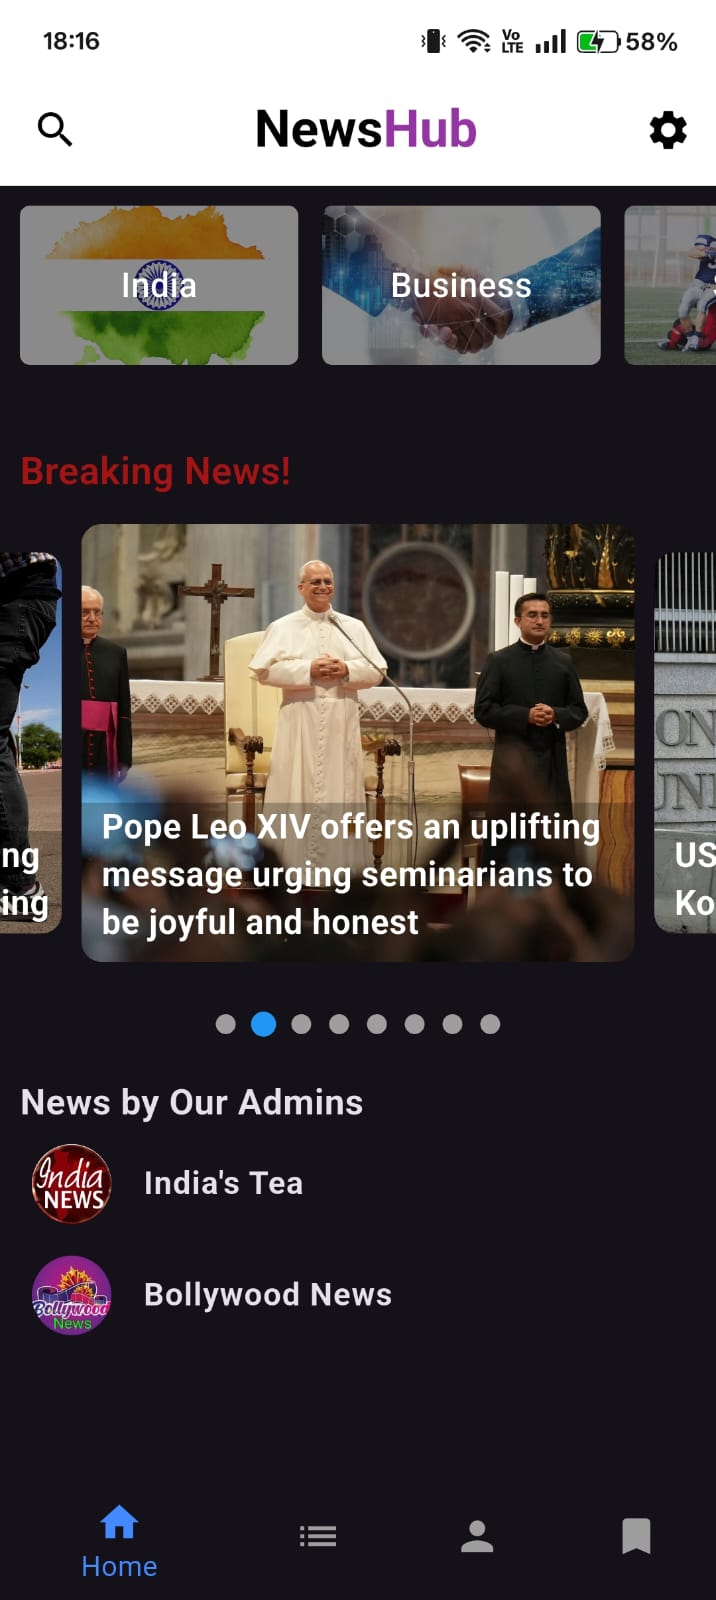 18:16
Vo
LTE
58%
NewsHub
India
Business
Breaking News!
ng
ing
Pope Leo XIV offers an uplifting
message urging seminarians to
be joyful and honest
ON
UNI
US
Ko
News by Our Admins
India
NEWS
India's Tea
Bollywood
News
Bollywood News
Home